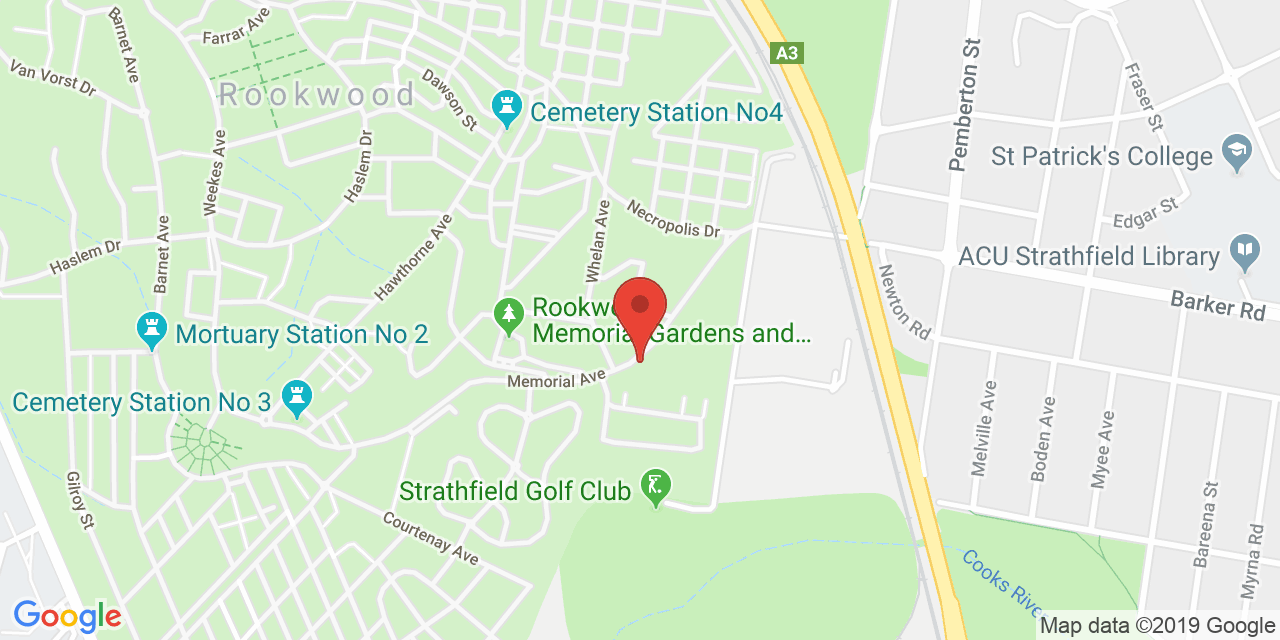 Barnet Ave
Farrar Ave
A3
Van Vorst Dr
Rookwood
Dawson St
Cemetery Station No4
Pemberton St
Fraser St
St Patrick's College
Weekes Ave
Haslem Dr
Necropolis Dr
Edgar St
Haslem Dr
Barnet Ave
Hawthorne Ave
Whelan Ave
ACU Strathfield Library
Newton Rd
Barker Rd
Rookwo
Memorial Gardens and...
Mortuary Station No 2
Memorial Ave
Cemetery Station No 3
Melville Ave
Boden Ave
Myee Ave
Gilroy St
Strathfield Golf Club
Courtenay Ave
Bareena St
Myrna Rd
Cooks River
Google
Map data ©2019 Google